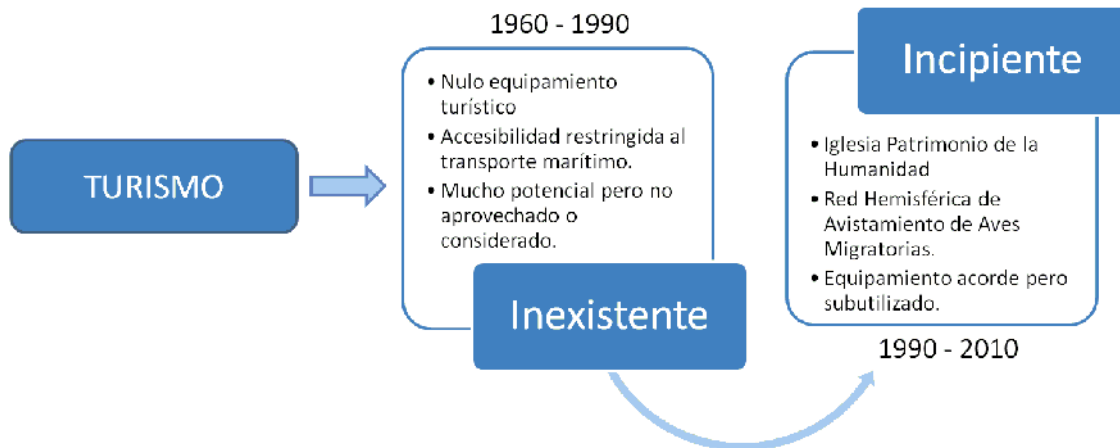 TURISMO
1960 - 1990
• Nulo equipamiento
turístico
• Accesibilidad restringida al
transporte marítimo.
• Mucho potencial pero no
aprovechado o
considerado.
Inexistente
Incipiente
• Iglesia Patrimonio de la
Humanidad
• Red Hemisférica de
Avistamiento de Aves
Migratorias.
• Equipamiento acorde pero
subutilizado.
1990 - 2010